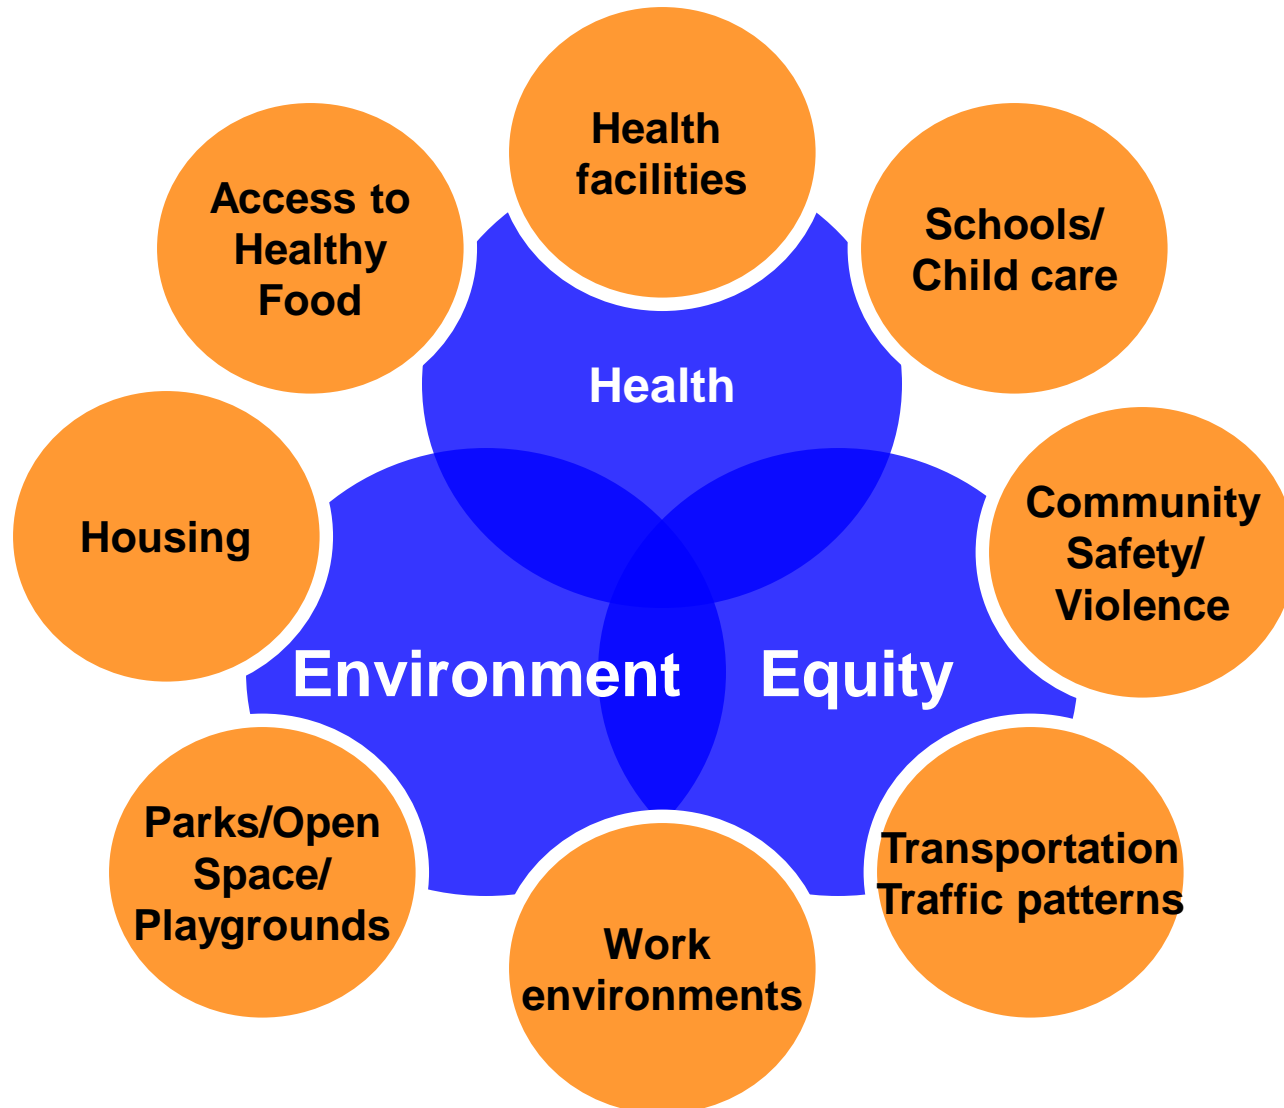 Health
facilities
Access to
Healthy
Food
Schools/
Child care
Health
Community
Safety/
Violence
Housing
Environment
Equity
Parks/Open
Space/
Playgrounds
Transportation
Traffic patterns
Work
environments